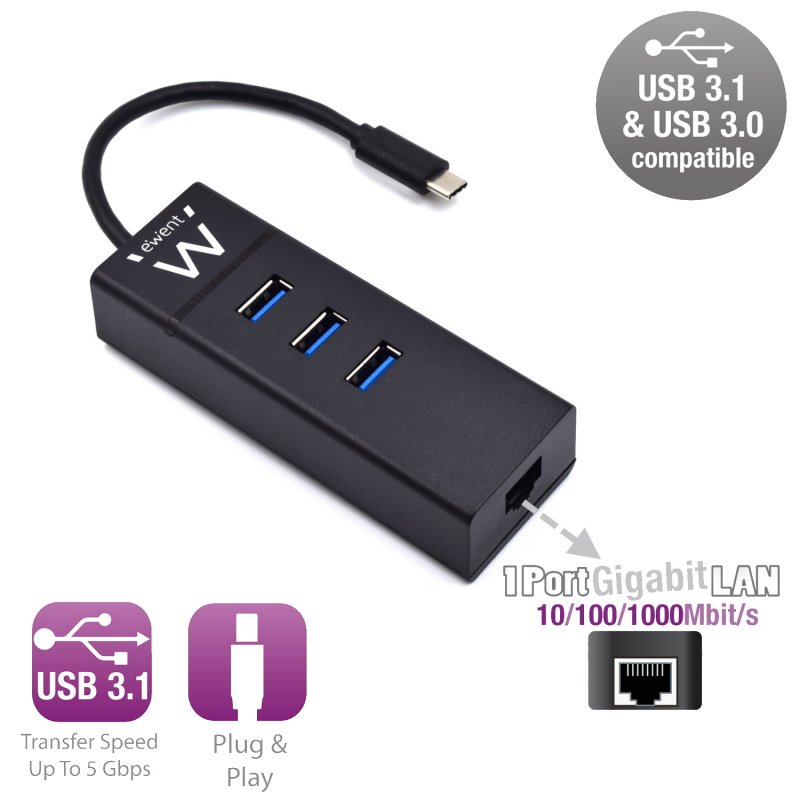 USB 3.1
& USB 3.0
compatible
ewent
1 Port Gigabit LAN
10/100/1000Mbit/s
USB 3.1
Transfer Speed
Up To 5 Gbps
Plug &
Play